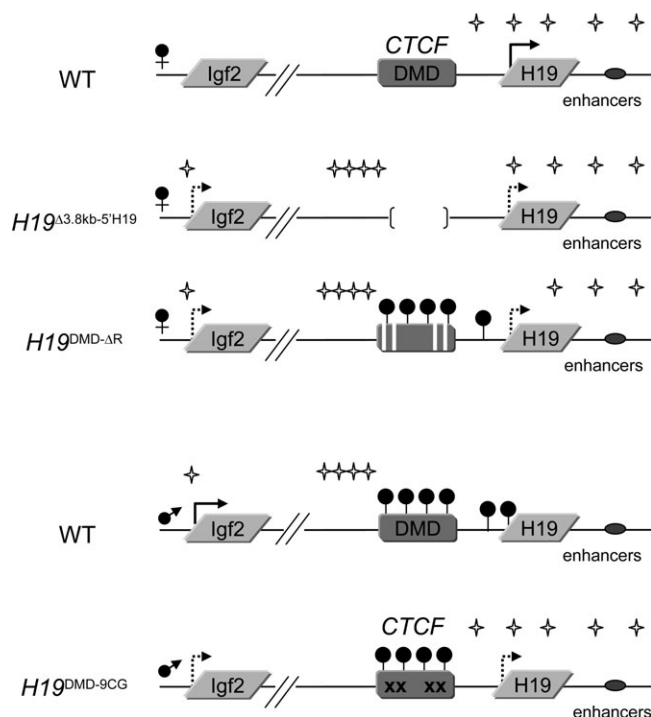 CTCF
WT Igf2 DMD H19
enhancers
H19Δ3.8kb-5'H19 Igf2 H19
enhancers
H19DMD-ΔR Igf2 H19
enhancers
WT Igf2 DMD H19
enhancers
CTCF
H19DMD-9CG Igf2 xx xx H19
enhancers